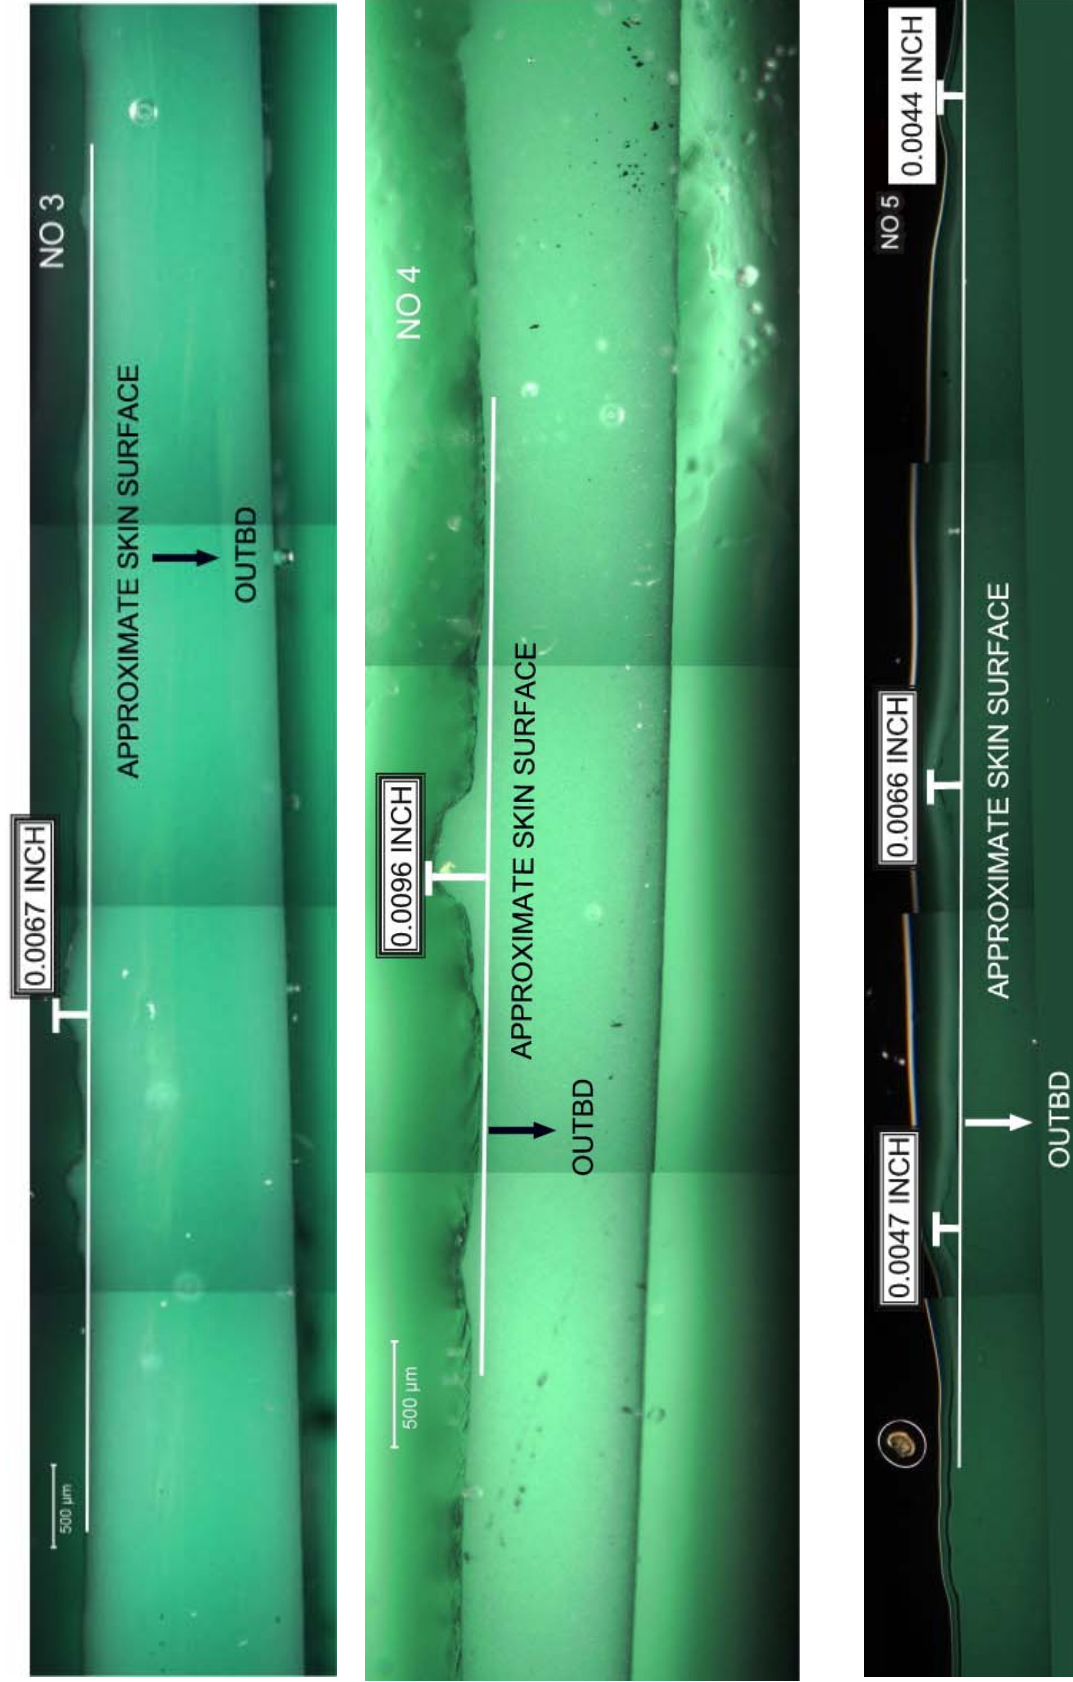 NO 3
0.0067 INCH
APPROXIMATE SKIN SURFACE
OUTBD
500 µm
NO 4
0.0096 INCH
APPROXIMATE SKIN SURFACE
OUTBD
500 µm
NO 5
0.0044 INCH
0.0066 INCH
0.0047 INCH
APPROXIMATE SKIN SURFACE
OUTBD